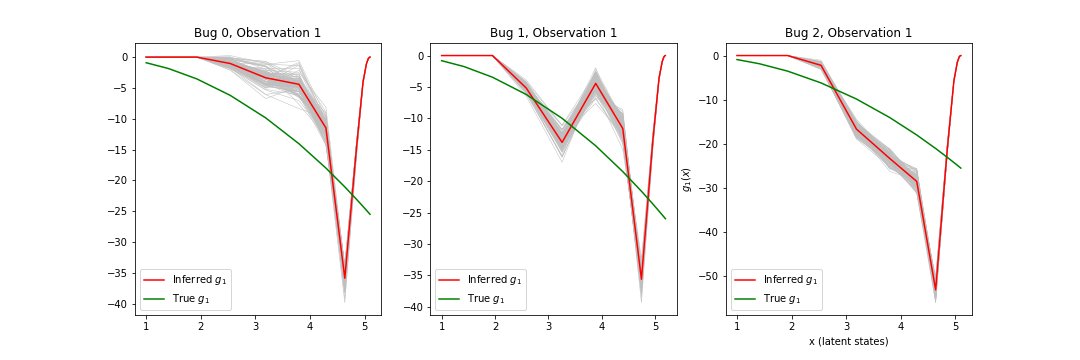 Bug 0, Observation 1
0
−5
−10
−15
−20
−25
−30
−35
−40
1 2 3 4 5
Inferred g₁
True g₁
Bug 1, Observation 1
0
−5
−10
−15
−20
−25
−30
−35
−40
1 2 3 4 5
Inferred g₁
True g₁
Bug 2, Observation 1
g₁(x)
0
−10
−20
−30
−40
−50
1 2 3 4 5
x (latent states)
Inferred g₁
True g₁